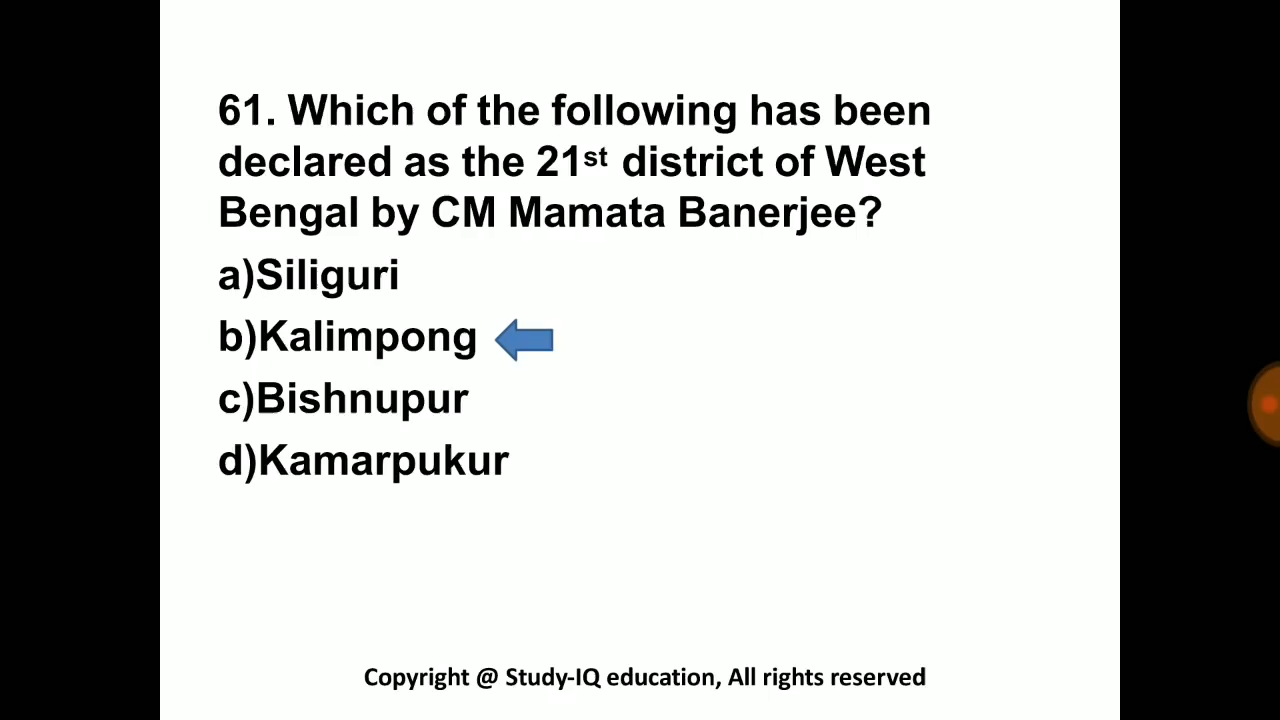 61. Which of the following has been
declared as the 21st district of West
Bengal by CM Mamata Banerjee?
a)Siliguri
b)Kalimpong
c)Bishnupur
d)Kamarpukur
Copyright @ Study-IQ education, All rights reserved